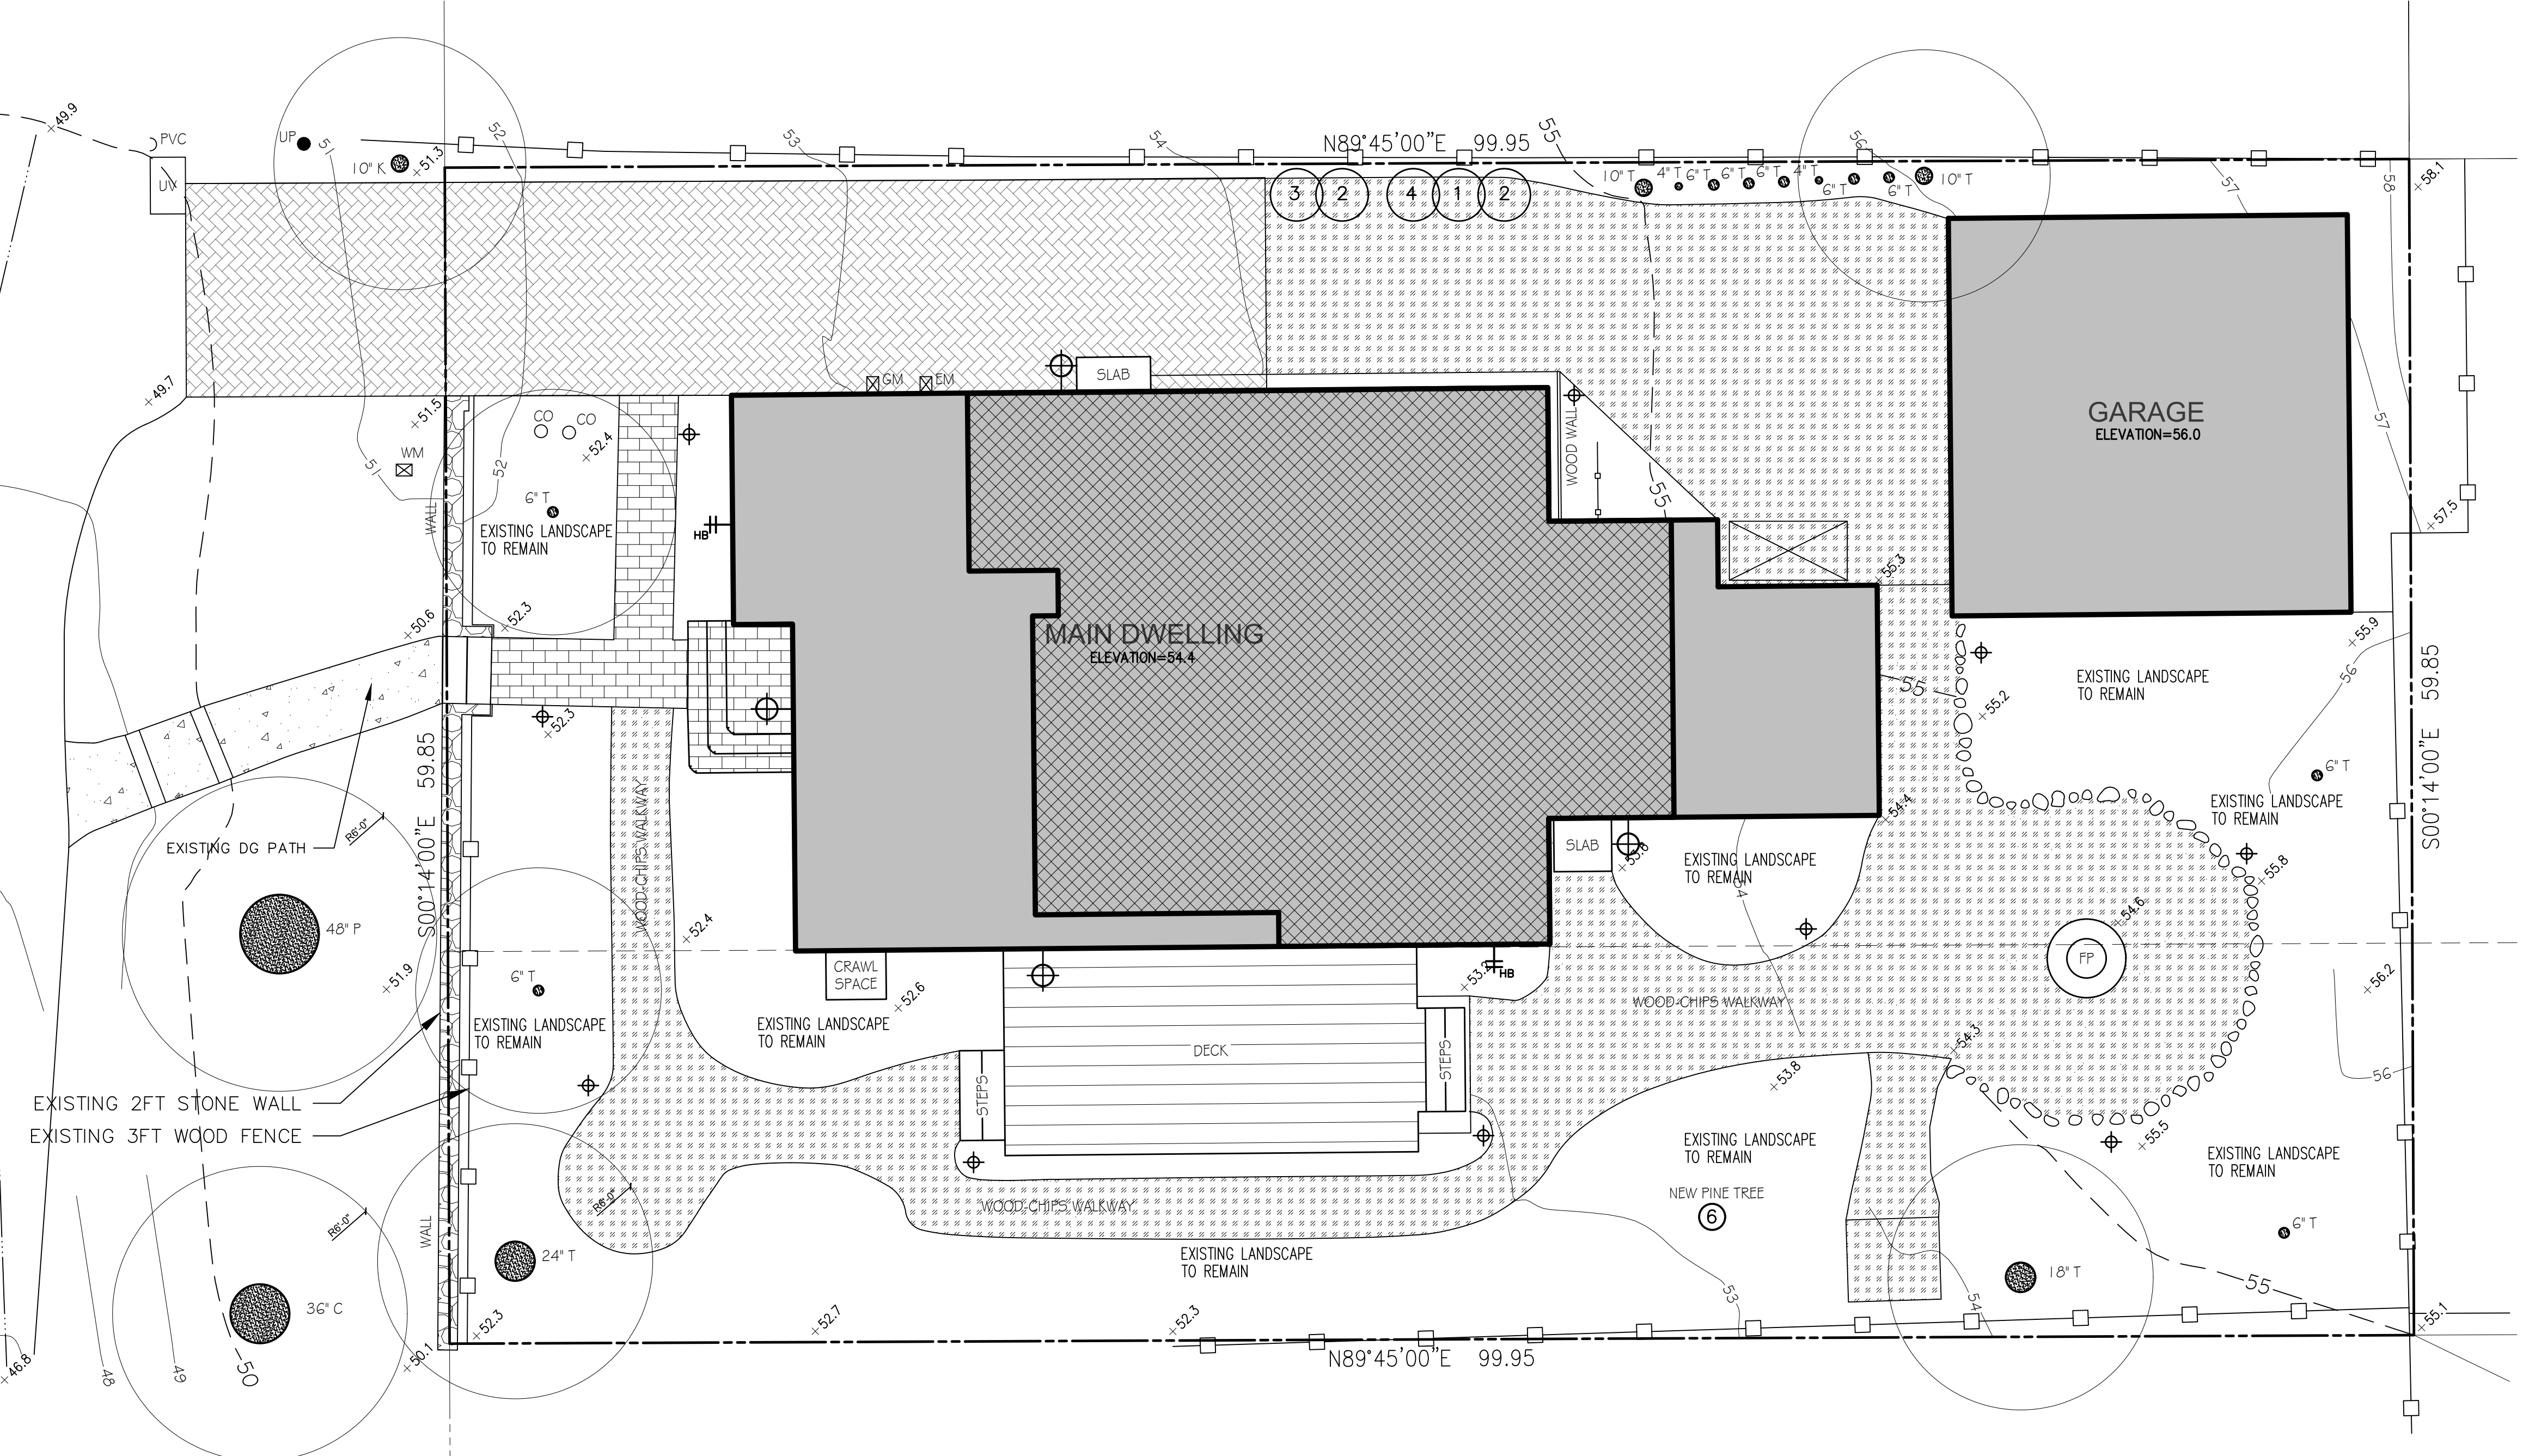 49.9
PVC
UP
51
10" K
51.3
52
53
54
N89°45'00"E 99.95
55
56
57
58
58.1
UV
3
2
4
1
2
10" T
4" T
6" T
6" T
6" T
4" T
6" T
6" T
10" T
49.7
51.5
CO
CO
52.4
GM
EM
SLAB
WOOD WALL
GARAGE
ELEVATION=56.0
57
WM
51
52
WALL
6" T
EXISTING LANDSCAPE
TO REMAIN
HB
55
57.5
55.3
50.6
52.3
MAIN DWELLING
ELEVATION=54.4
55.9
56
EXISTING LANDSCAPE
TO REMAIN
55
55.2
52.3
S00°14'00"E 59.85
S00°14'00"E 59.85
6" T
EXISTING LANDSCAPE
TO REMAIN
R6'-0"
EXISTING DG PATH
WOOD-CHIPS WALKWAY
54.4
SLAB
EXISTING LANDSCAPE
TO REMAIN
54
55.8
48" P
52.4
54.6
FP
51.9
6" T
CRAWL
SPACE
52.6
53.2
HB
56.2
WOOD-CHIPS WALKWAY
EXISTING LANDSCAPE
TO REMAIN
EXISTING LANDSCAPE
TO REMAIN
DECK
STEPS
STEPS
54.3
53.8
56
EXISTING 2FT STONE WALL
EXISTING 3FT WOOD FENCE
EXISTING LANDSCAPE
TO REMAIN
55.5
EXISTING LANDSCAPE
TO REMAIN
NEW PINE TREE
6
R6'-0"
R6'-0"
WOOD-CHIPS WALKWAY
WALL
24" T
EXISTING LANDSCAPE
TO REMAIN
6" T
18" T
55
36" C
53
54
52.3
52.7
52.3
55.1
N89°45'00"E 99.95
46.8
48
49
50
50.1